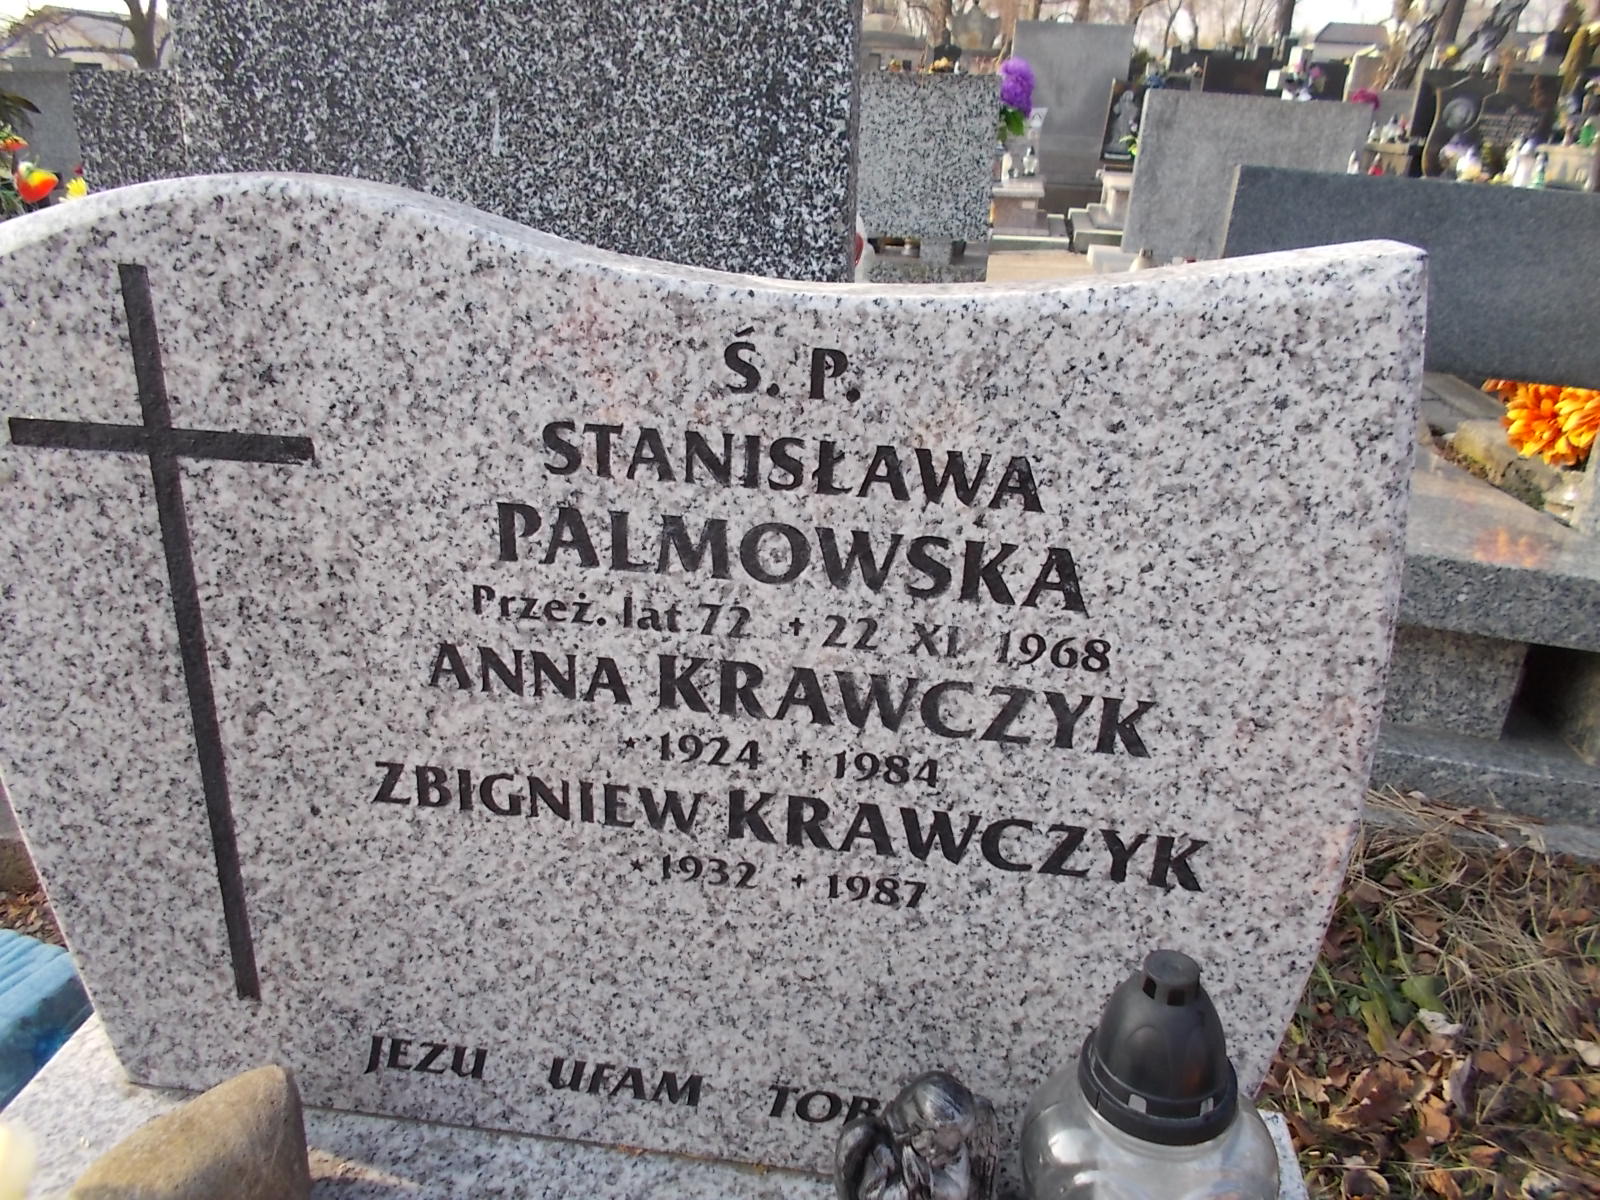 Ś. P.
STANISŁAWA
PALMOWSKA
Przeż. lat 72 + 22 XI 1968
ANNA KRAWCZYK
* 1924 + 1984
ZBIGNIEW KRAWCZYK
* 1932 + 1987
JEZU UFAM